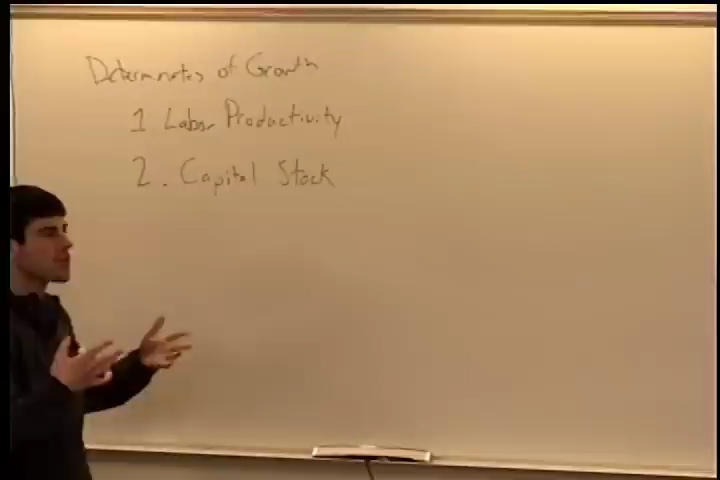 Determinates of Growth
1 Labor Productivity
2. Capital Stock